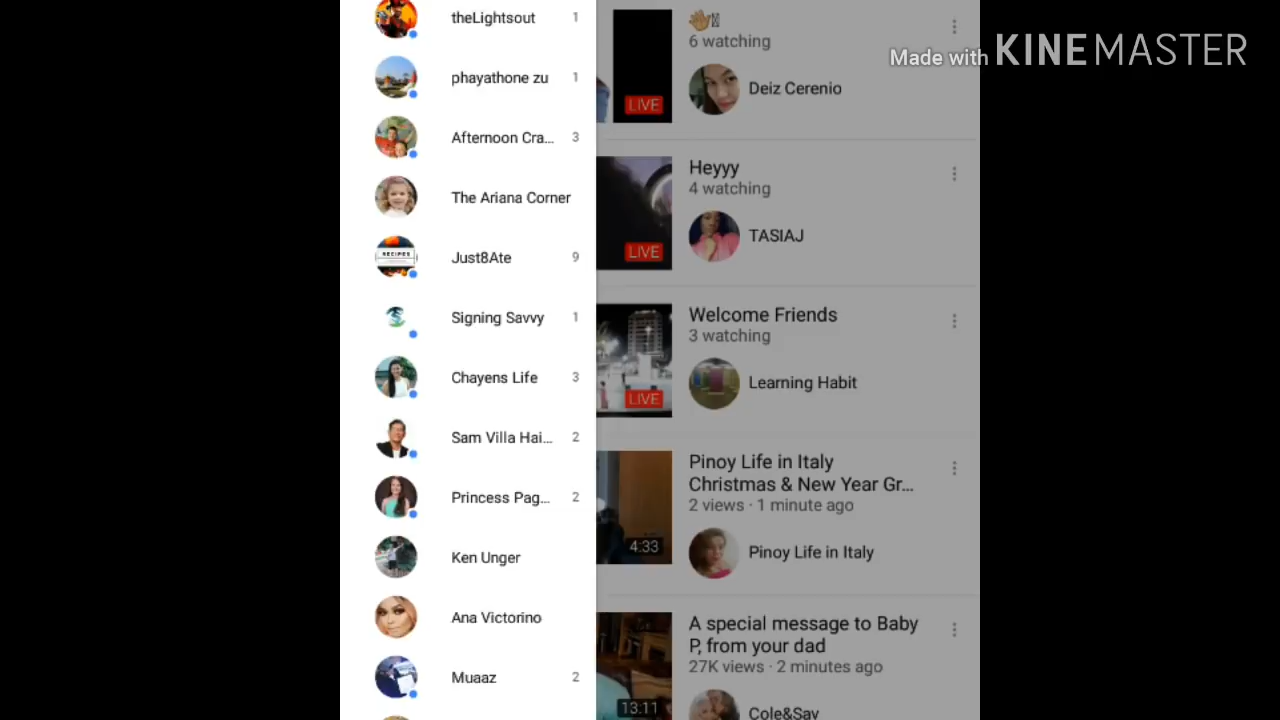 theLightsout 1
phayathone zu 1
Afternoon Cra... 3
The Ariana Corner
RECIPES
Just8Ate 9
Signing Savvy 1
Chayens Life 3
Sam Villa Hai... 2
Princess Pag... 2
Ken Unger
Ana Victorino
Muaaz 2
Made with KINEMASTER
6 watching
LIVE
Deiz Cerenio
Heyyy
4 watching
LIVE
TASIAJ
Welcome Friends
3 watching
LIVE
Learning Habit
Pinoy Life in Italy
Christmas & New Year Gr...
2 views · 1 minute ago
4:33
Pinoy Life in Italy
A special message to Baby
P, from your dad
27K views · 2 minutes ago
13:11
Cole&Sav